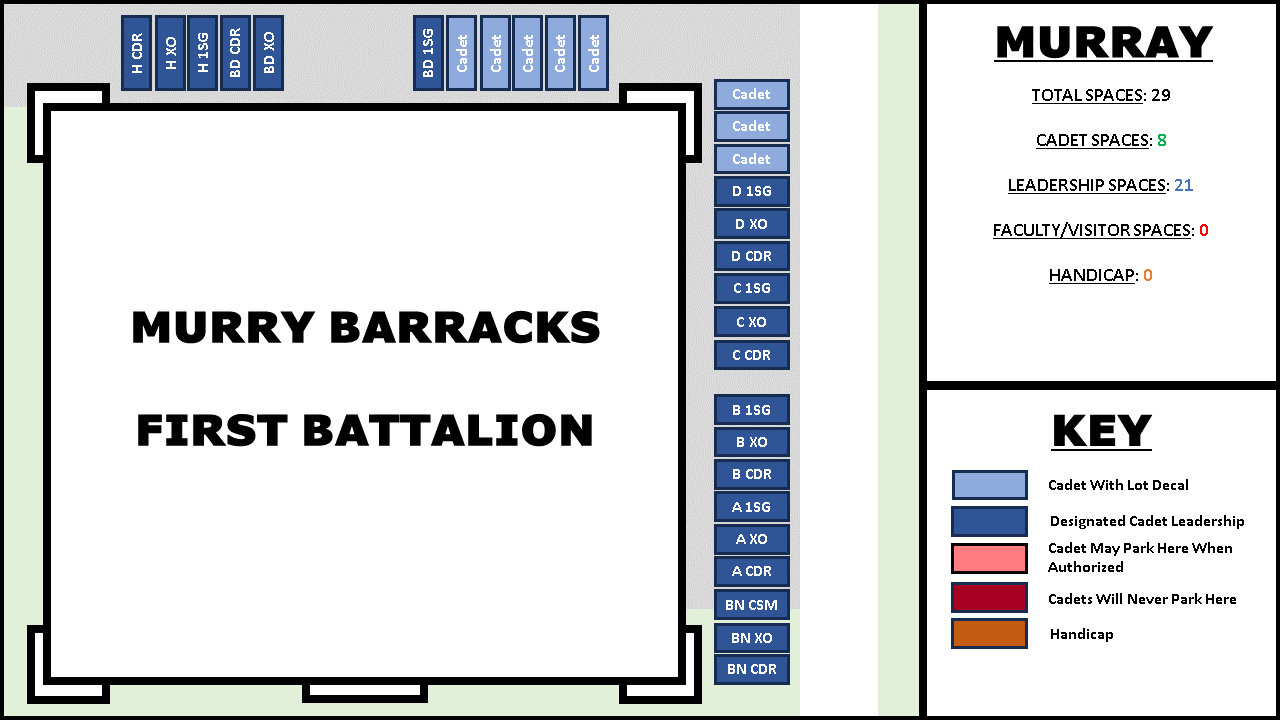 H CDR
H XO
H 1SG
BD CDR
BD XO
BD 1SG
Cadet
Cadet
Cadet
Cadet
Cadet
Cadet
Cadet
Cadet
D 1SG
D XO
D CDR
C 1SG
C XO
C CDR
B 1SG
B XO
B CDR
A 1SG
A XO
A CDR
BN CSM
BN XO
BN CDR
MURRY BARRACKS
FIRST BATTALION
MURRAY
TOTAL SPACES: 29
CADET SPACES: 8
LEADERSHIP SPACES: 21
FACULTY/VISITOR SPACES: 0
HANDICAP: 0
KEY
Cadet With Lot Decal
Designated Cadet Leadership
Cadet May Park Here When
Authorized
Cadets Will Never Park Here
Handicap